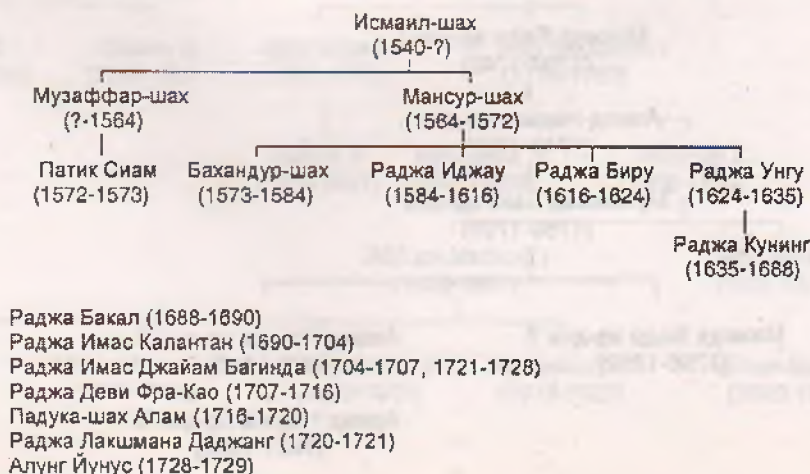 Исмаил-шах
(1540-?)
Музаффар-шах Мансур-шах
(?-1564) (1564-1572)
Патик Сиам Бахандур-шах Раджа Иджау Раджа Биру Раджа Унгу
(1572-1573) (1573-1584) (1584-1616) (1616-1624) (1624-1635)
Раджа Кунинг
(1635-1688)
Раджа Бакал (1688-1690)
Раджа Имас Калантан (1690-1704)
Раджа Имас Джайам Багинда (1704-1707, 1721-1728)
Раджа Деви Фра-Као (1707-1716)
Падука-шах Алам (1716-1720)
Раджа Лакшмана Даджанг (1720-1721)
Алунг Йунус (1728-1729)